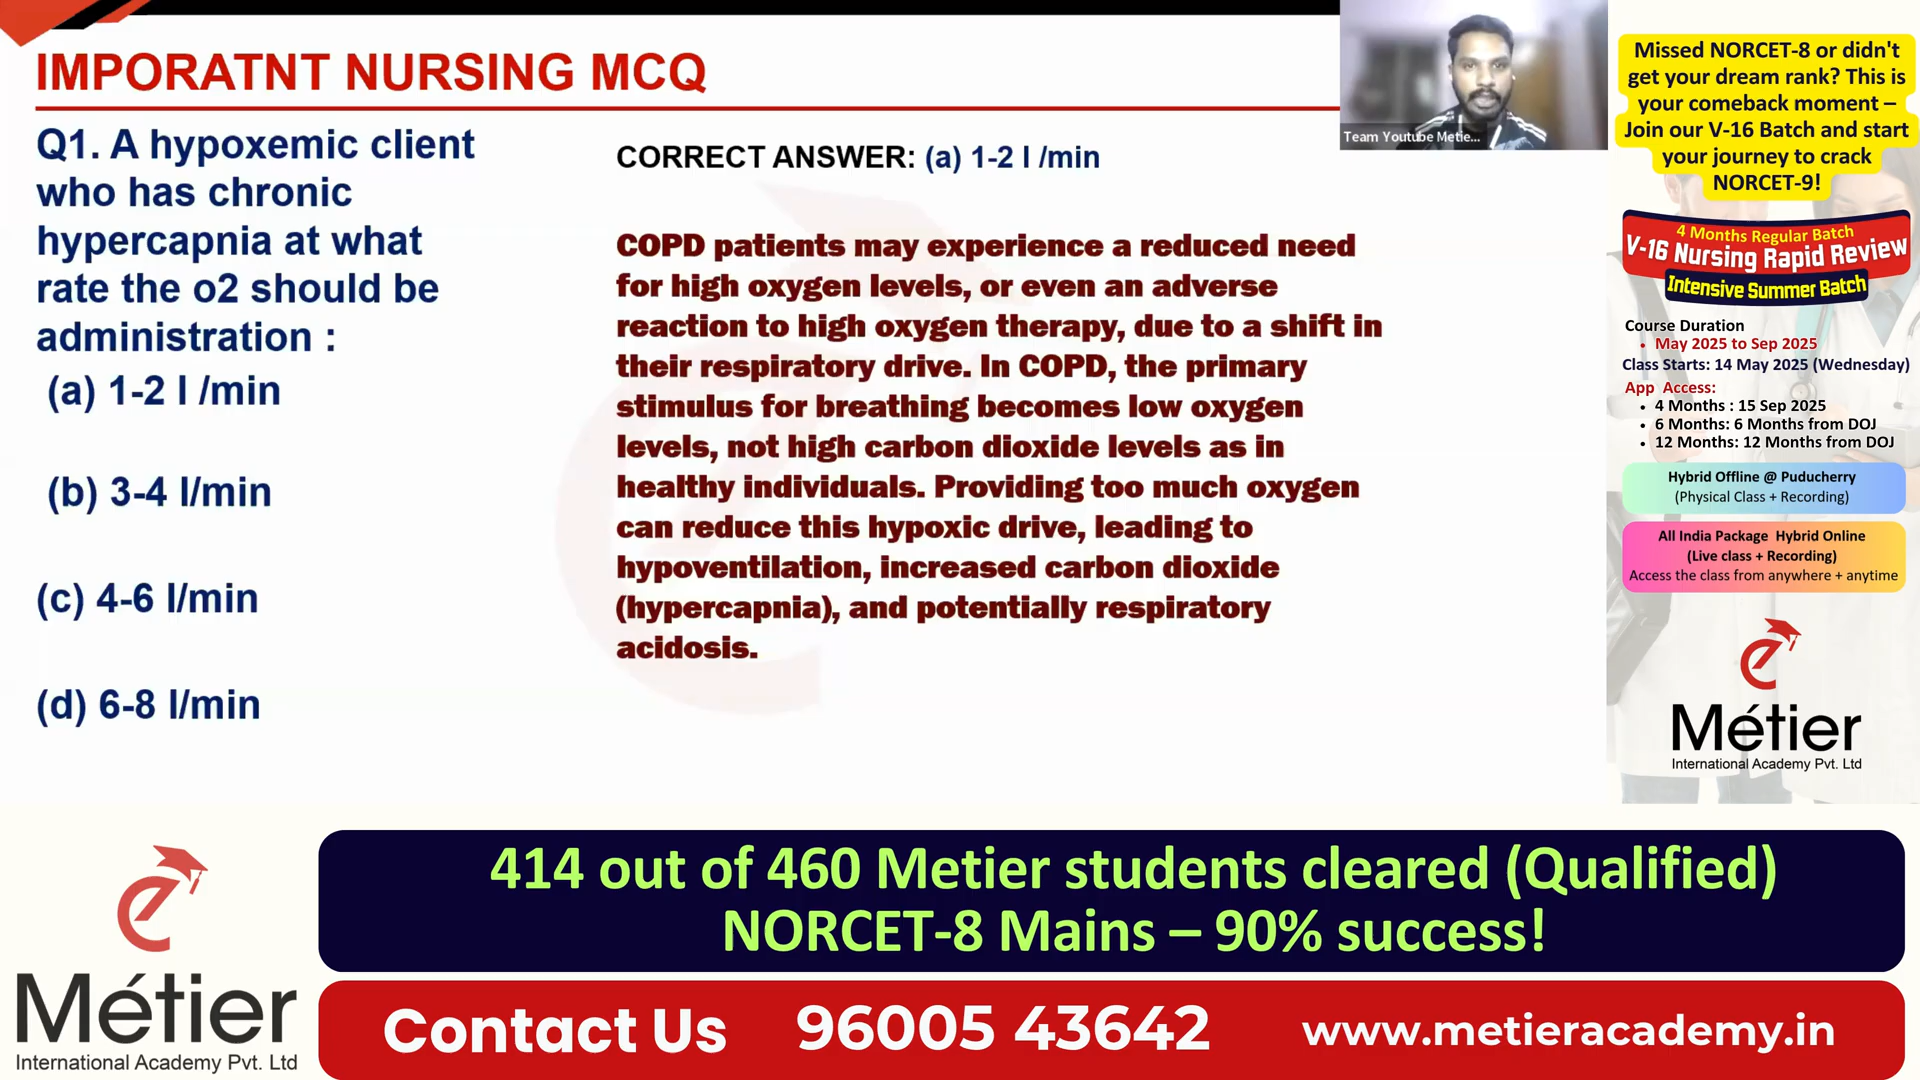 IMPORATNT NURSING MCQ
Q1. A hypoxemic client
who has chronic
hypercapnia at what
rate the o2 should be
administration :
(a) 1-2 l /min
(b) 3-4 l/min
(c) 4-6 l/min
(d) 6-8 l/min
CORRECT ANSWER: (a) 1-2 l /min
COPD patients may experience a reduced need
for high oxygen levels, or even an adverse
reaction to high oxygen therapy, due to a shift in
their respiratory drive. In COPD, the primary
stimulus for breathing becomes low oxygen
levels, not high carbon dioxide levels as in
healthy individuals. Providing too much oxygen
can reduce this hypoxic drive, leading to
hypoventilation, increased carbon dioxide
(hypercapnia), and potentially respiratory
acidosis.
Team Youtube Metie...
Missed NORCET-8 or didn't
get your dream rank? This is
your comeback moment –
Join our V-16 Batch and start
your journey to crack
NORCET-9!
4 Months Regular Batch
V-16 Nursing Rapid Review
Intensive Summer Batch
Course Duration
• May 2025 to Sep 2025
Class Starts: 14 May 2025 (Wednesday)
App Access:
• 4 Months : 15 Sep 2025
• 6 Months: 6 Months from DOJ
• 12 Months: 12 Months from DOJ
Hybrid Offline @ Puducherry
(Physical Class + Recording)
All India Package Hybrid Online
(Live class + Recording)
Access the class from anywhere + anytime
Métier
International Academy Pvt. Ltd
414 out of 460 Metier students cleared (Qualified)
NORCET-8 Mains – 90% success!
Métier
International Academy Pvt. Ltd
Contact Us 96005 43642 www.metieracademy.in